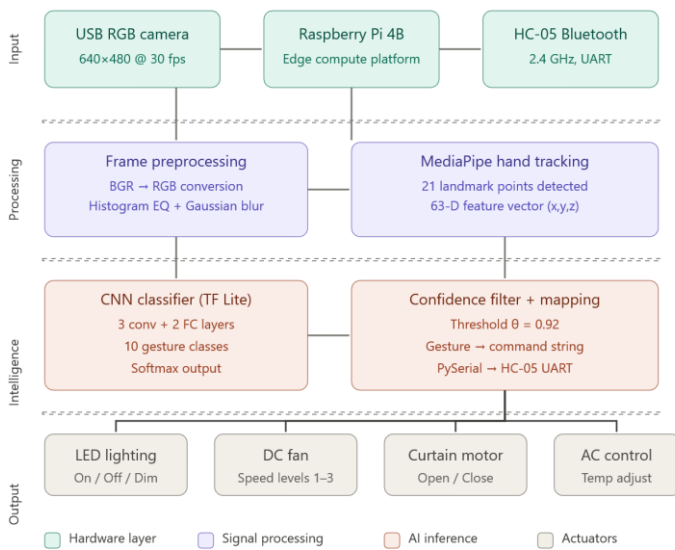 Input
USB RGB camera
640×480 @ 30 fps
Raspberry Pi 4B
Edge compute platform
HC-05 Bluetooth
2.4 GHz, UART
Processing
Frame preprocessing
BGR → RGB conversion
Histogram EQ + Gaussian blur
MediaPipe hand tracking
21 landmark points detected
63-D feature vector (x,y,z)
Intelligence
CNN classifier (TF Lite)
3 conv + 2 FC layers
10 gesture classes
Softmax output
Confidence filter + mapping
Threshold θ = 0.92
Gesture → command string
PySerial → HC-05 UART
Output
LED lighting
On / Off / Dim
DC fan
Speed levels 1–3
Curtain motor
Open / Close
AC control
Temp adjust
Hardware layer
Signal processing
AI inference
Actuators